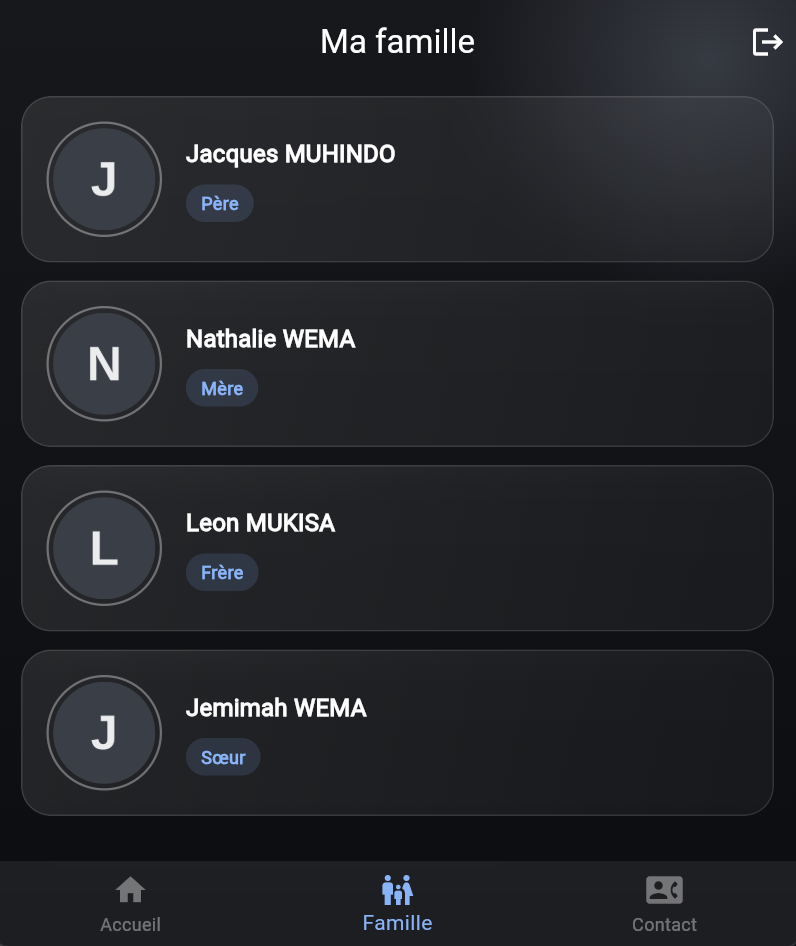 Ma famille
J
Jacques MUHINDO
Père
N
Nathalie WEMA
Mère
L
Leon MUKISA
Frère
J
Jemimah WEMA
Sœur
Accueil
Famille
Contact